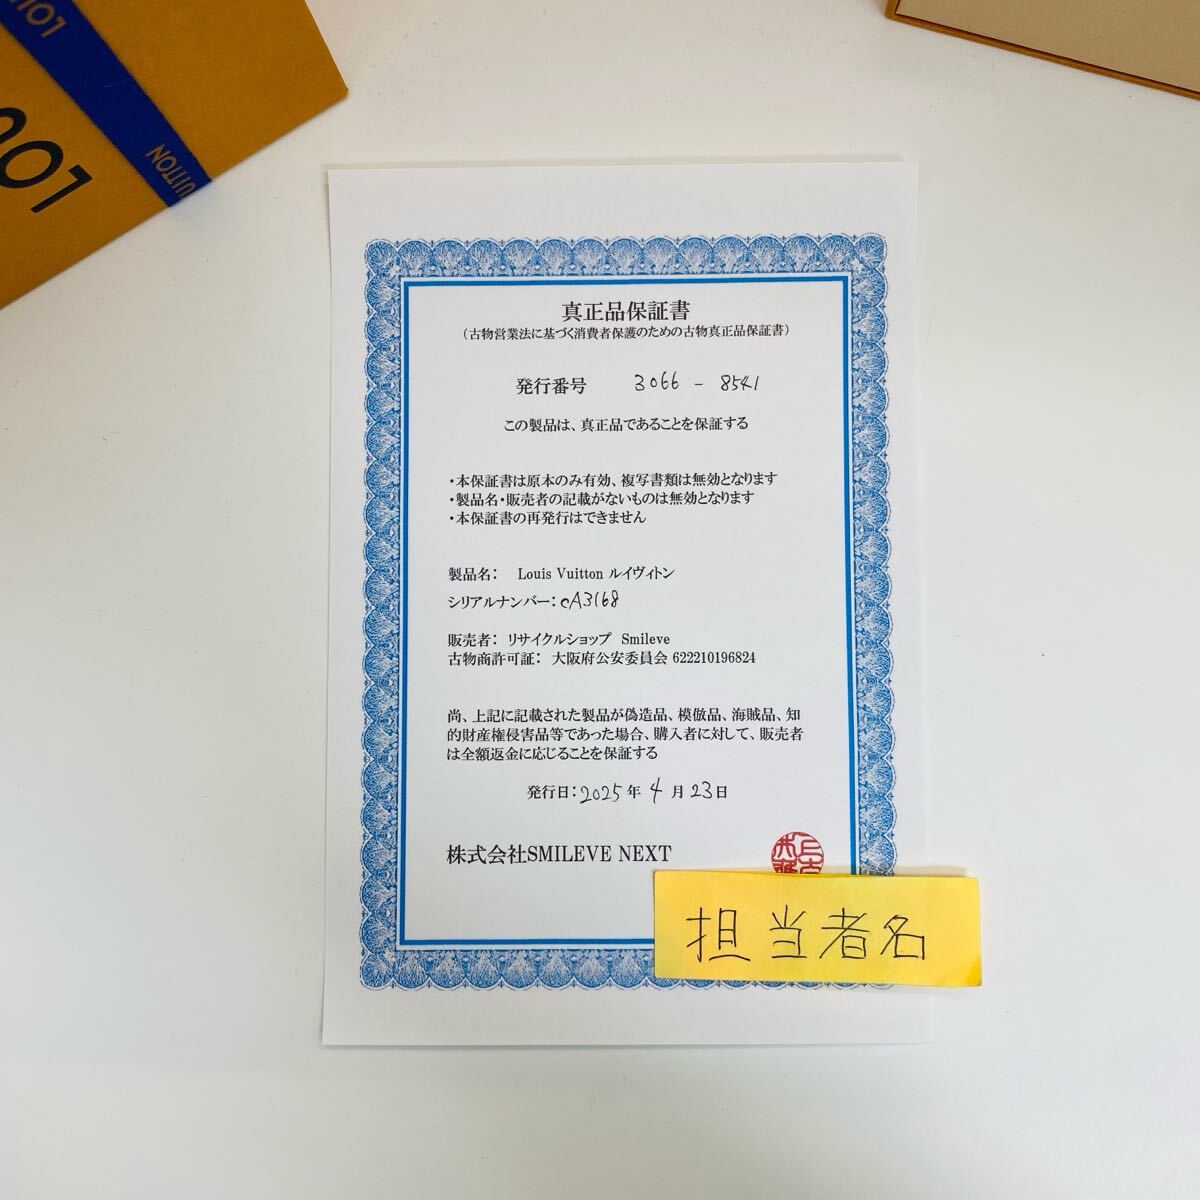 LOUIS
VUITTON
LOU
真正品保証書
(古物営業法に基づく消費者保護のための古物真正品保証書)
発行番号 3066 - 8541
この製品は、真正品であることを保証する
・本保証書は原本のみ有効、複写書類は無効となります
・製品名・販売者の記載がないものは無効となります
・本保証書の再発行はできません
製品名: Louis Vuitton ルイヴィトン
シリアルナンバー: CA3168
販売者: リサイクルショップ Smileve
古物商許可証: 大阪府公安委員会 622210196824
尚、上記に記載された製品が偽造品、模倣品、海賊品、知
的財産権侵害品等であった場合、購入者に対して、販売者
は全額返金に応じることを保証する
発行日: 2025年 4月 23日
株式会社SMILEVE NEXT
担当者名